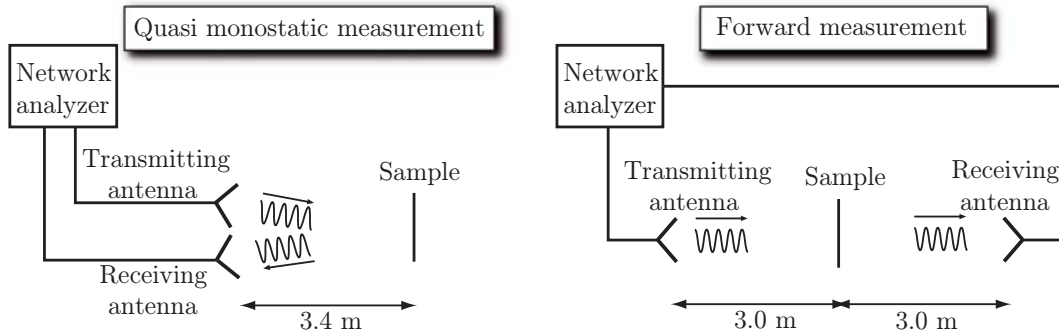 Quasi monostatic measurement
Network
analyzer
Transmitting
antenna
Sample
Receiving
antenna
3.4 m
Forward measurement
Network
analyzer
Transmitting
antenna
Sample
Receiving
antenna
3.0 m
3.0 m